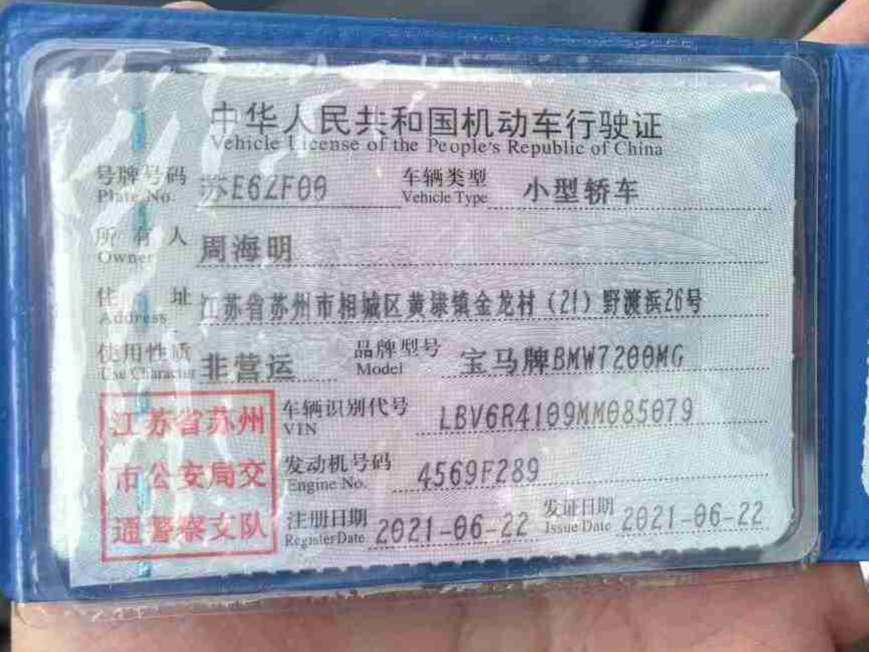 中华人民共和国机动车行驶证
Vehicle License of the People's Republic of China
号牌号码 苏E62F09 车辆类型 小型轿车
Plate No. Vehicle Type
所有人 周海明
Owner
住址 江苏省苏州市相城区黄埭镇金龙村(21)野渡浜26号
Address
使用性质 非营运 品牌型号 宝马牌BMW7200MG
Use Character Model
江苏省苏州 车辆识别代号 LBV6R4109MM085079
VIN
市公安局交 发动机号码 4569F289
Engine No.
通警察支队 注册日期 2021-06-22 发证日期 2021-06-22
Register Date Issue Date